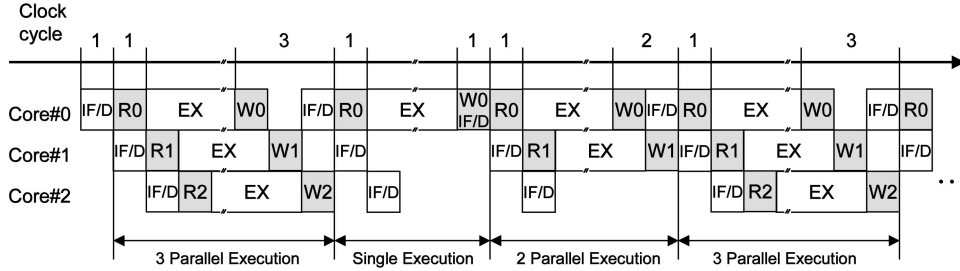 Clock
cycle
1 1 3 1 1 1 2 1 3
Core#0 IF/D R0 EX W0 IF/D R0 EX W0 IF/D R0 EX W0 IF/D R0 EX W0 IF/D R0
Core#1 IF/D R1 EX W1 IF/D IF/D R1 EX W1 IF/D R1 EX W1 IF/D
Core#2 IF/D R2 EX W2 IF/D IF/D IF/D R2 EX W2 ..
3 Parallel Execution Single Execution 2 Parallel Execution 3 Parallel Execution